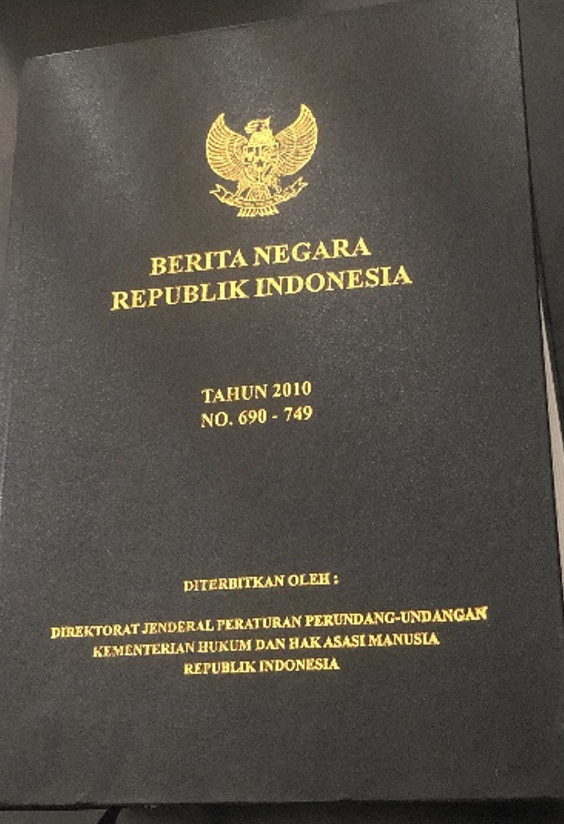 BERITA NEGARA
REPUBLIK INDONESIA
TAHUN 2010
NO. 690 - 749
DITERBITKAN OLEH :
DIREKTORAT JENDERAL PERATURAN PERUNDANG-UNDANGAN
KEMENTERIAN HUKUM DAN HAK ASASI MANUSIA
REPUBLIK INDONESIA